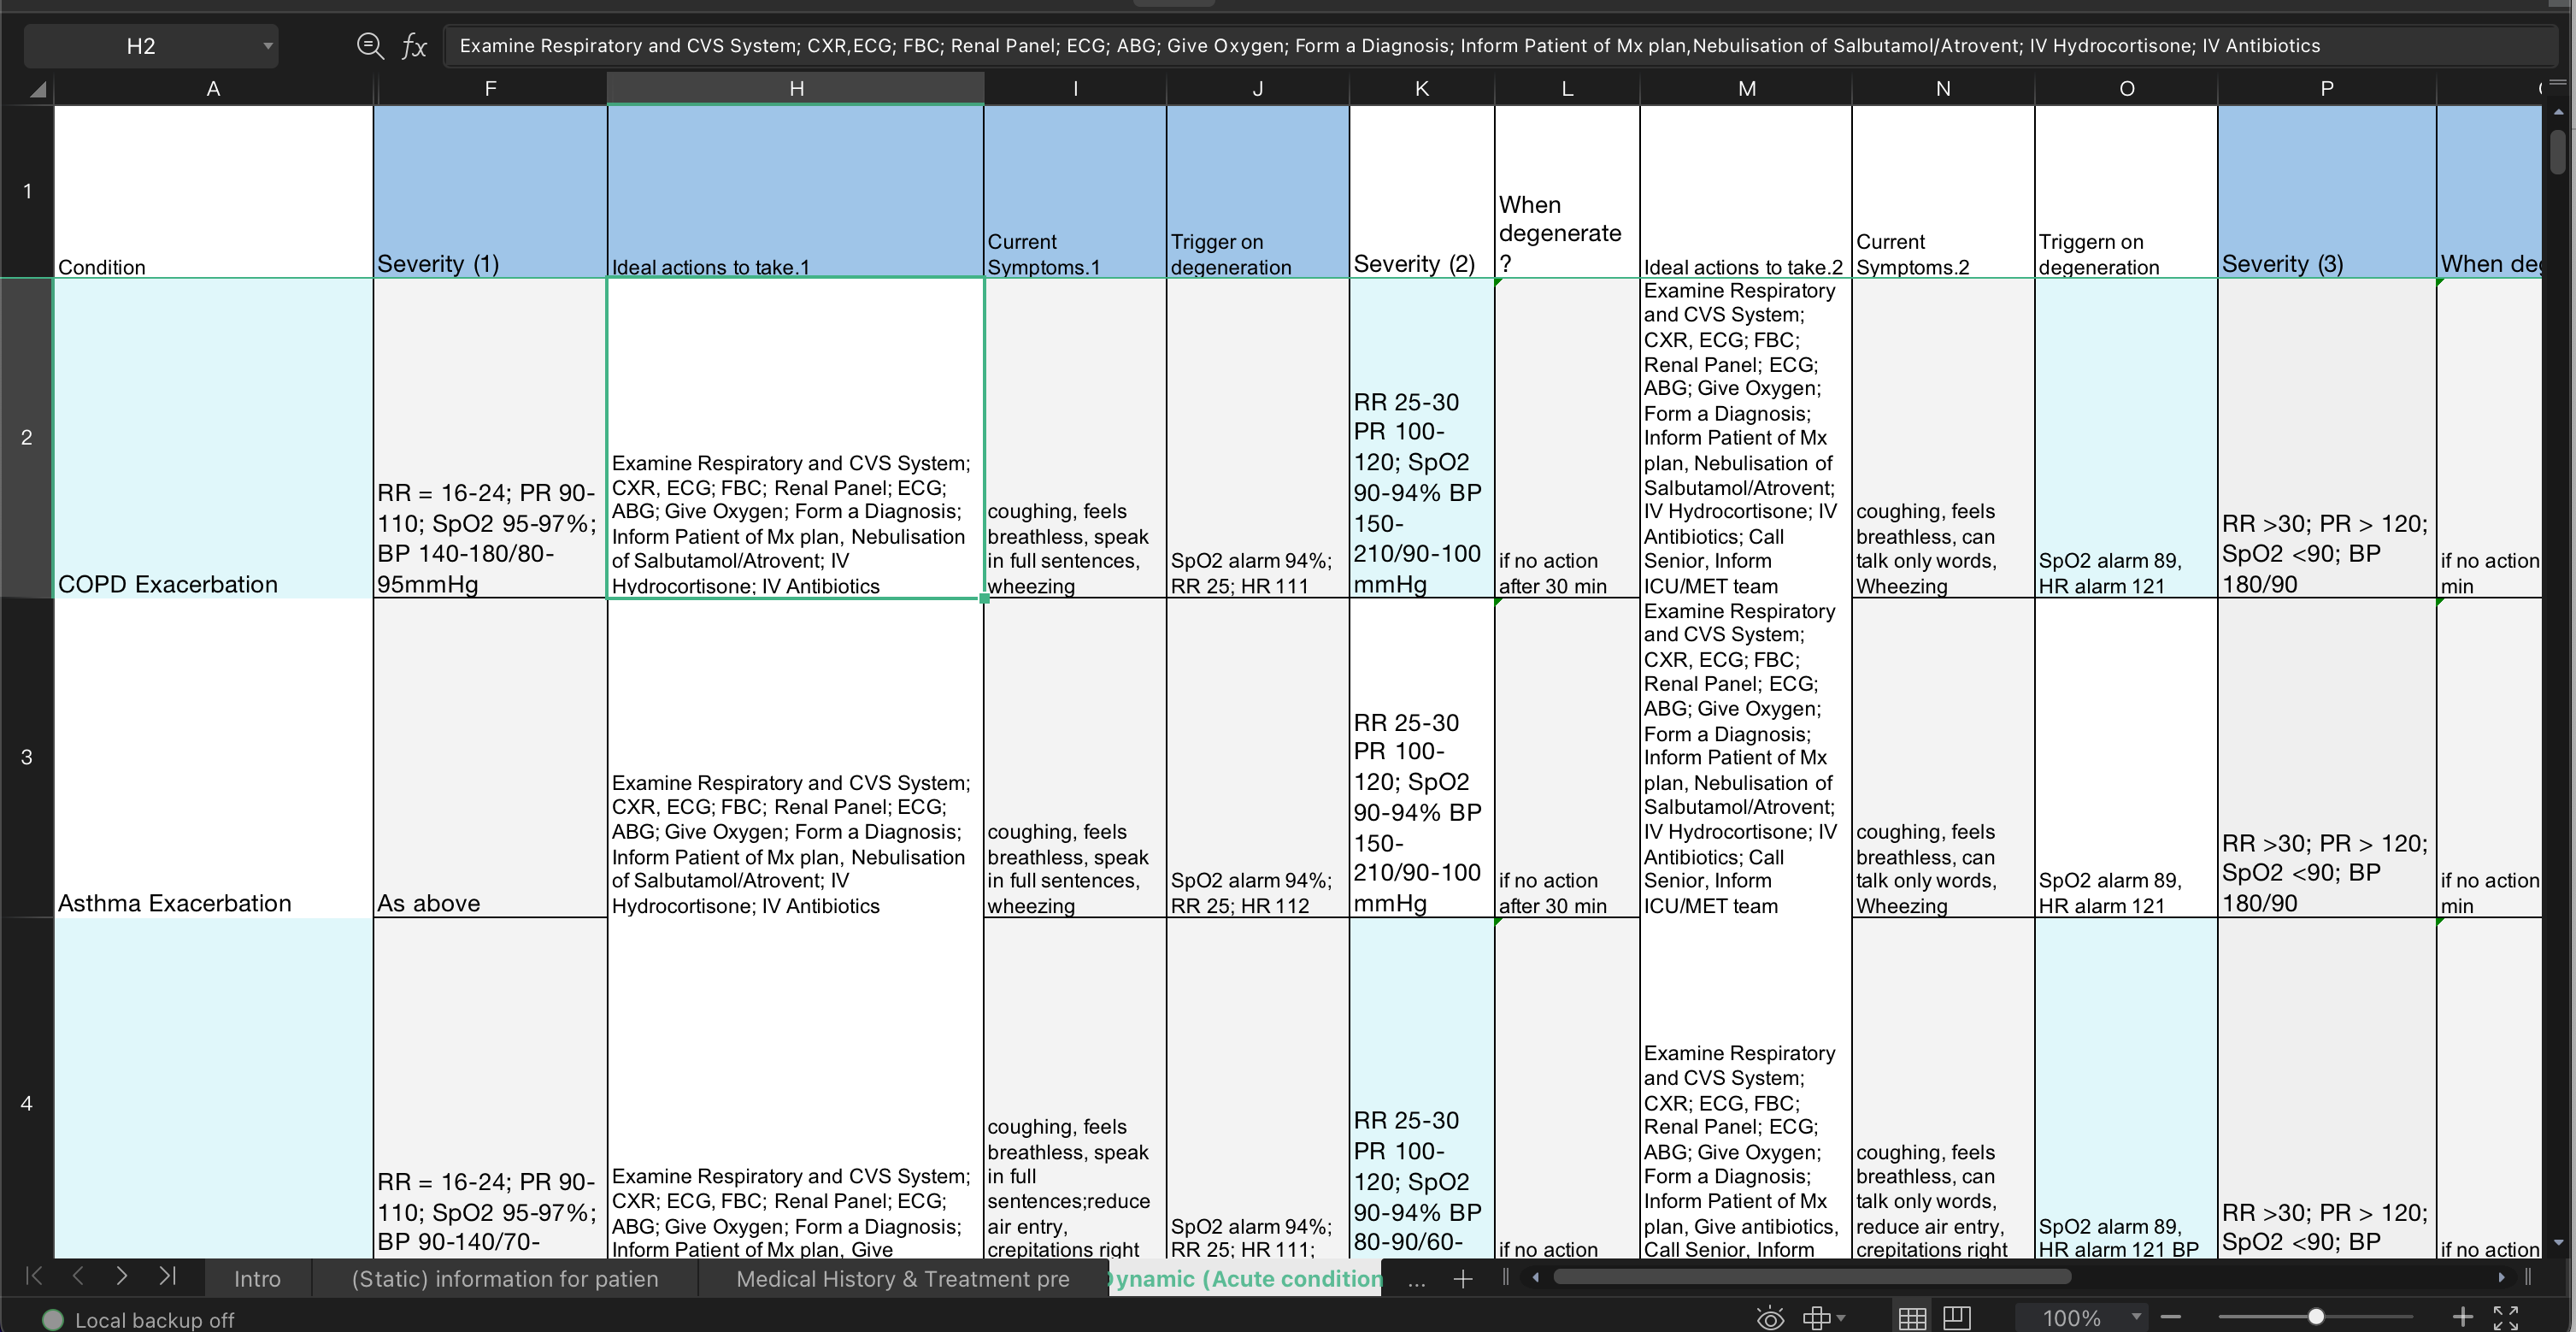 H2
fx
Examine Respiratory and CVS System; CXR,ECG; FBC; Renal Panel; ECG; ABG; Give Oxygen; Form a Diagnosis; Inform Patient of Mx plan,Nebulisation of Salbutamol/Atrovent; IV Hydrocortisone; IV Antibiotics
A F H I J K L M N O P
1
Condition
Severity (1)
Ideal actions to take.1
Current
Symptoms.1
Trigger on
degeneration
Severity (2)
When
degenerate
?
Ideal actions to take.2
Current
Symptoms.2
Triggern on
degeneration
Severity (3)
When deg
2
COPD Exacerbation
RR = 16-24; PR 90-
110; SpO2 95-97%;
BP 140-180/80-
95mmHg
Examine Respiratory and CVS System;
CXR, ECG; FBC; Renal Panel; ECG;
ABG; Give Oxygen; Form a Diagnosis;
Inform Patient of Mx plan, Nebulisation
of Salbutamol/Atrovent; IV
Hydrocortisone; IV Antibiotics
coughing, feels
breathless, speak
in full sentences,
wheezing
SpO2 alarm 94%;
RR 25; HR 111
RR 25-30
PR 100-
120; SpO2
90-94% BP
150-
210/90-100
mmHg
if no action
after 30 min
Examine Respiratory
and CVS System;
CXR, ECG; FBC;
Renal Panel; ECG;
ABG; Give Oxygen;
Form a Diagnosis;
Inform Patient of Mx
plan, Nebulisation of
Salbutamol/Atrovent;
IV Hydrocortisone; IV
Antibiotics; Call
Senior, Inform
ICU/MET team
coughing, feels
breathless, can
talk only words,
Wheezing
SpO2 alarm 89,
HR alarm 121
RR >30; PR > 120;
SpO2 <90; BP
180/90
if no action
min
3
Asthma Exacerbation
As above
Examine Respiratory and CVS System;
CXR, ECG; FBC; Renal Panel; ECG;
ABG; Give Oxygen; Form a Diagnosis;
Inform Patient of Mx plan, Nebulisation
of Salbutamol/Atrovent; IV
Hydrocortisone; IV Antibiotics
coughing, feels
breathless, speak
in full sentences,
wheezing
SpO2 alarm 94%;
RR 25; HR 112
RR 25-30
PR 100-
120; SpO2
90-94% BP
150-
210/90-100
mmHg
if no action
after 30 min
Examine Respiratory
and CVS System;
CXR, ECG; FBC;
Renal Panel; ECG;
ABG; Give Oxygen;
Form a Diagnosis;
Inform Patient of Mx
plan, Nebulisation of
Salbutamol/Atrovent;
IV Hydrocortisone; IV
Antibiotics; Call
Senior, Inform
ICU/MET team
coughing, feels
breathless, can
talk only words,
Wheezing
SpO2 alarm 89,
HR alarm 121
RR >30; PR > 120;
SpO2 <90; BP
180/90
if no action
min
4
RR = 16-24; PR 90-
110; SpO2 95-97%;
BP 90-140/70-
Examine Respiratory and CVS System;
CXR; ECG, FBC; Renal Panel; ECG;
ABG; Give Oxygen; Form a Diagnosis;
Inform Patient of Mx plan, Give
coughing, feels
breathless, speak
in full
sentences;reduce
air entry,
crepitations right
SpO2 alarm 94%;
RR 25; HR 111;
RR 25-30
PR 100-
120; SpO2
90-94% BP
80-90/60-
if no action
Examine Respiratory
and CVS System;
CXR; ECG, FBC;
Renal Panel; ECG;
ABG; Give Oxygen;
Form a Diagnosis;
Inform Patient of Mx
plan, Give antibiotics,
Call Senior, Inform
coughing, feels
breathless, can
talk only words,
reduce air entry,
crepitations right
SpO2 alarm 89,
HR alarm 121 BP
RR >30; PR > 120;
SpO2 <90; BP
if no action
Intro
(Static) information for patien
Medical History & Treatment pre
ynamic (Acute condition
...
Local backup off
100%